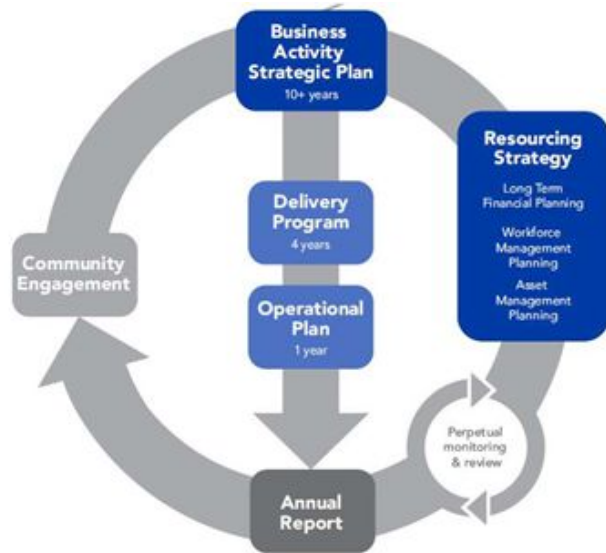 Business
Activity
Strategic Plan
10+ years
Resourcing
Strategy
Long Term
Financial Planning
Workforce
Management
Planning
Asset
Management
Planning
Delivery
Program
4 years
Community
Engagement
Operational
Plan
1 year
Perpetual
monitoring
& review
Annual
Report